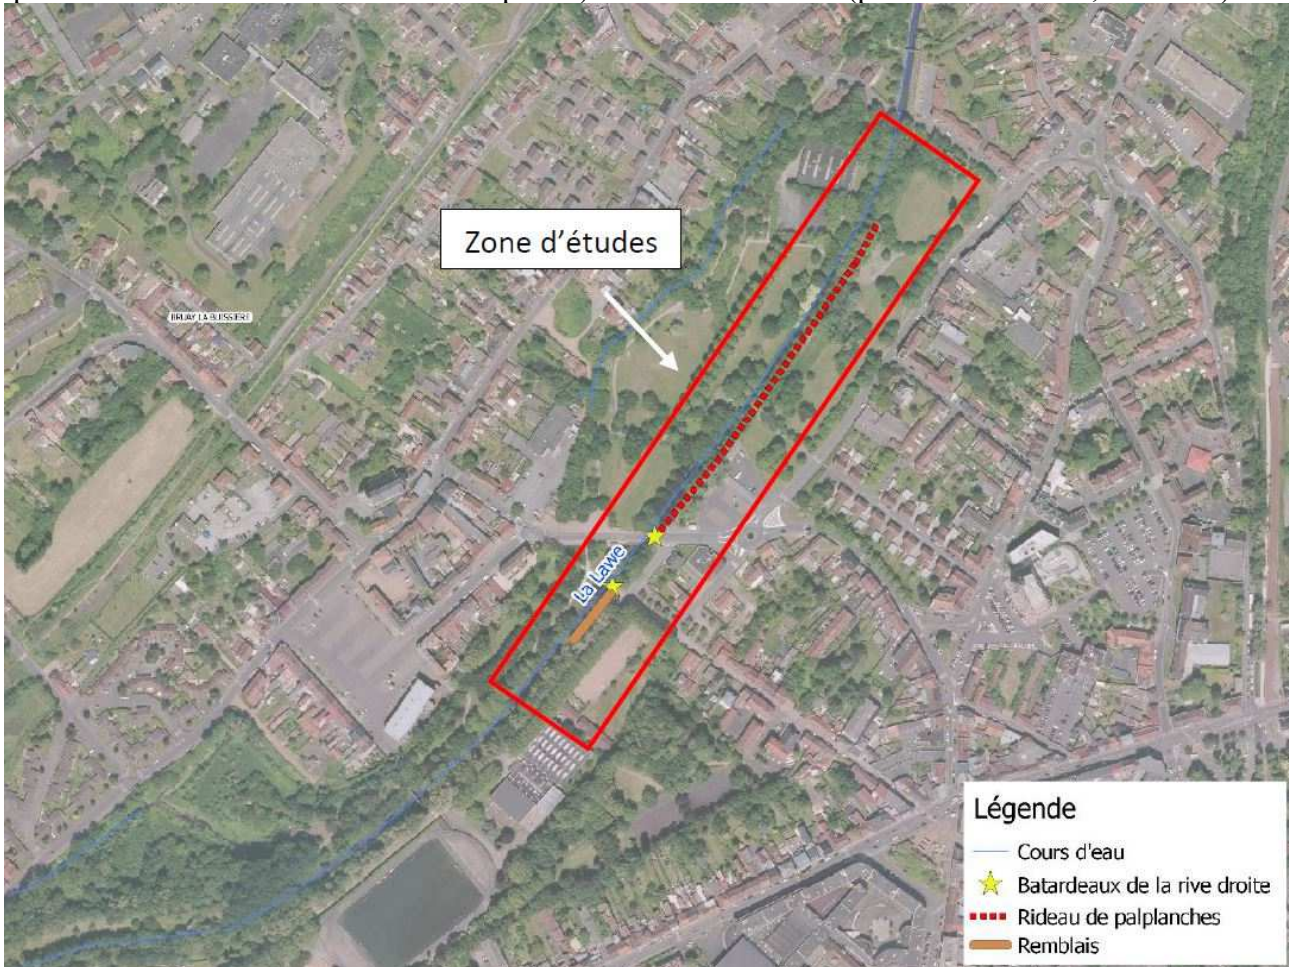 Zone d'études
BRUAY LA BUISSIERE
La Lawe
Légende
Cours d'eau
Batardeaux de la rive droite
Rideau de palplanches
Remblais